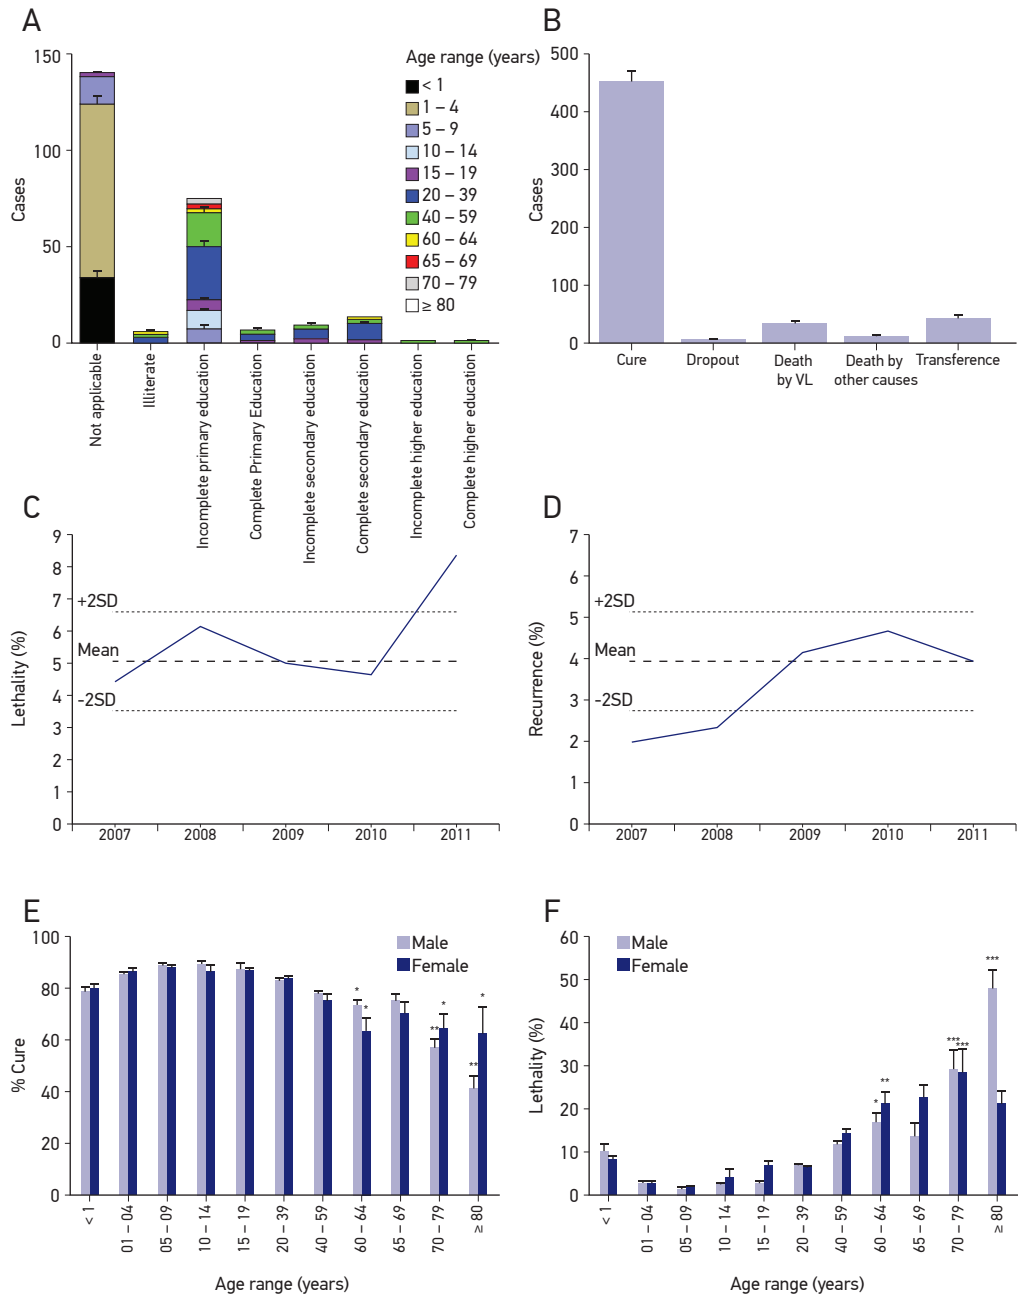 A
150
100
50
0
Cases
Age range (years)
< 1
1 – 4
5 – 9
10 – 14
15 – 19
20 – 39
40 – 59
60 – 64
65 – 69
70 – 79
≥ 80
Not applicable
Illiterate
Incomplete primary education
Complete Primary Education
Incomplete secondary education
Complete secondary education
Incomplete higher education
Complete higher education
B
500
400
300
200
100
0
Cases
Cure
Dropout
Death
by VL
Death by
other causes
Transference
C
9
8
7
6
5
4
3
2
1
0
Lethality (%)
+2SD
Mean
-2SD
2007
2008
2009
2010
2011
D
7
6
5
4
3
2
1
0
Recurrence (%)
+2SD
Mean
-2SD
2007
2008
2009
2010
2011
E
100
80
60
40
20
0
% Cure
Male
Female
*
*
**
*
**
*
< 1
01 – 04
05 – 09
10 – 14
15 – 19
20 – 39
40 – 59
60 – 64
65 – 69
70 – 79
≥ 80
Age range (years)
F
60
50
40
30
20
10
0
Lethality (%)
Male
Female
*
**
***
***
***
< 1
01 – 04
05 – 09
10 – 14
15 – 19
20 – 39
40 – 59
60 – 64
65 – 69
70 – 79
≥ 80
Age range (years)